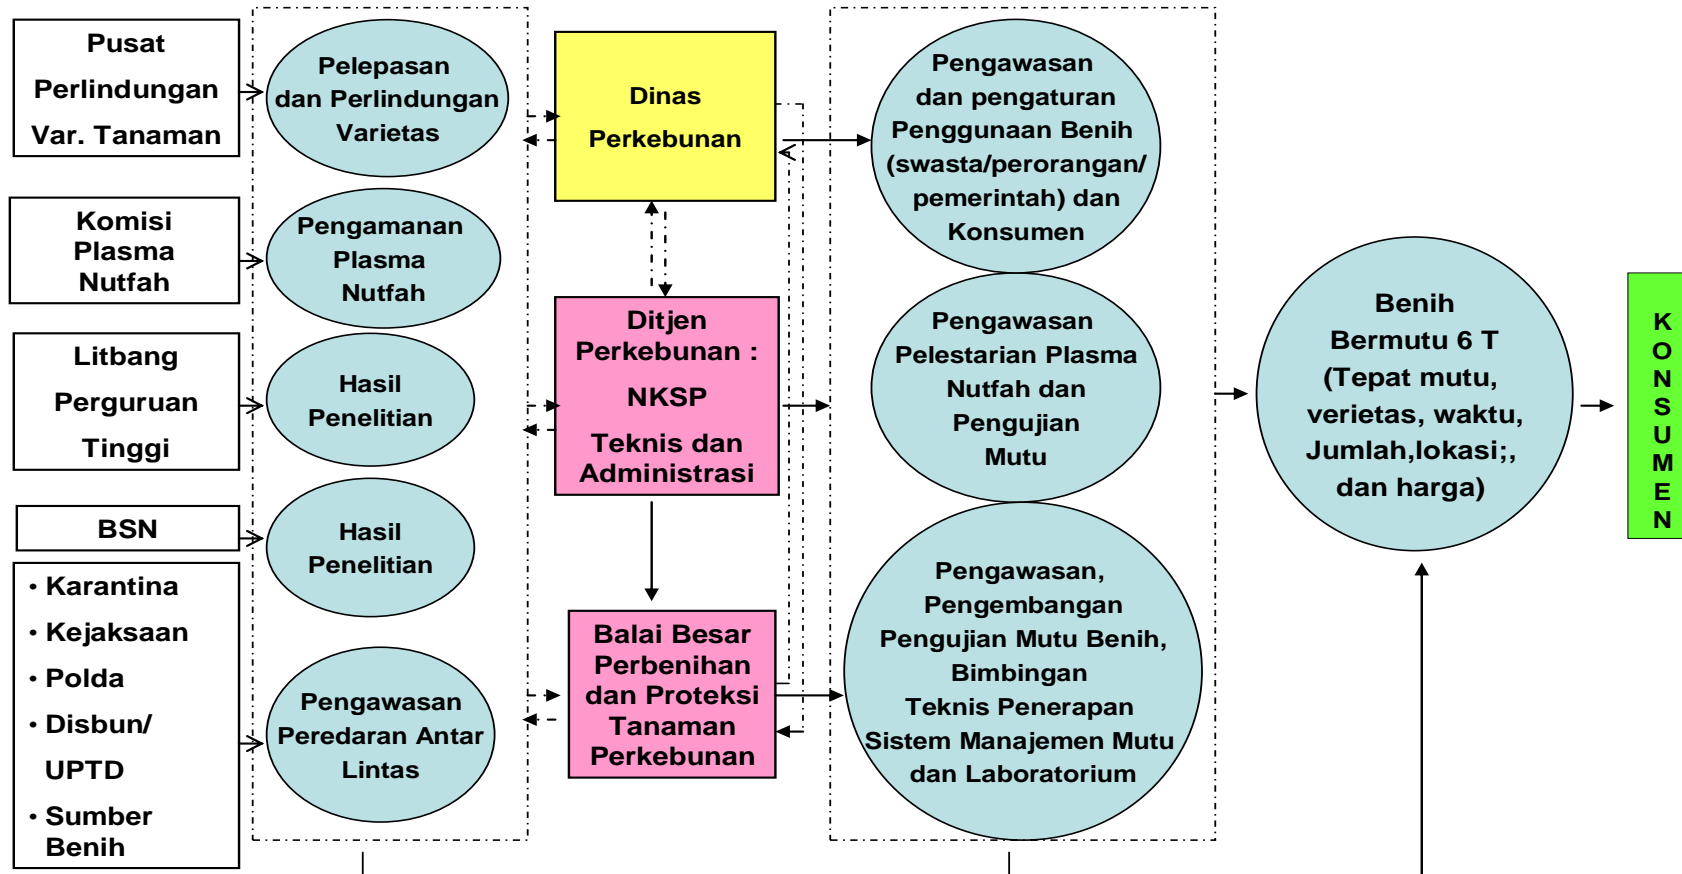 Pusat
Perlindungan
Var. Tanaman
Komisi
Plasma
Nutfah
Litbang
Perguruan
Tinggi
BSN
• Karantina
• Kejaksaan
• Polda
• Disbun/
UPTD
• Sumber
Benih
Pelepasan
dan Perlindungan
Varietas
Pengamanan
Plasma
Nutfah
Hasil
Penelitian
Hasil
Penelitian
Pengawasan
Peredaran Antar
Lintas
Dinas
Perkebunan
Ditjen
Perkebunan :
NKSP
Teknis dan
Administrasi
Balai Besar
Perbenihan
dan Proteksi
Tanaman
Perkebunan
Pengawasan
dan pengaturan
Penggunaan Benih
(swasta/perorangan/
pemerintah) dan
Konsumen
Pengawasan
Pelestarian Plasma
Nutfah dan
Pengujian
Mutu
Pengawasan,
Pengembangan
Pengujian Mutu Benih,
Bimbingan
Teknis Penerapan
Sistem Manajemen Mutu
dan Laboratorium
Benih
Bermutu 6 T
(Tepat mutu,
verietas, waktu,
Jumlah,lokasi;,
dan harga)
K
O
N
S
U
M
E
N